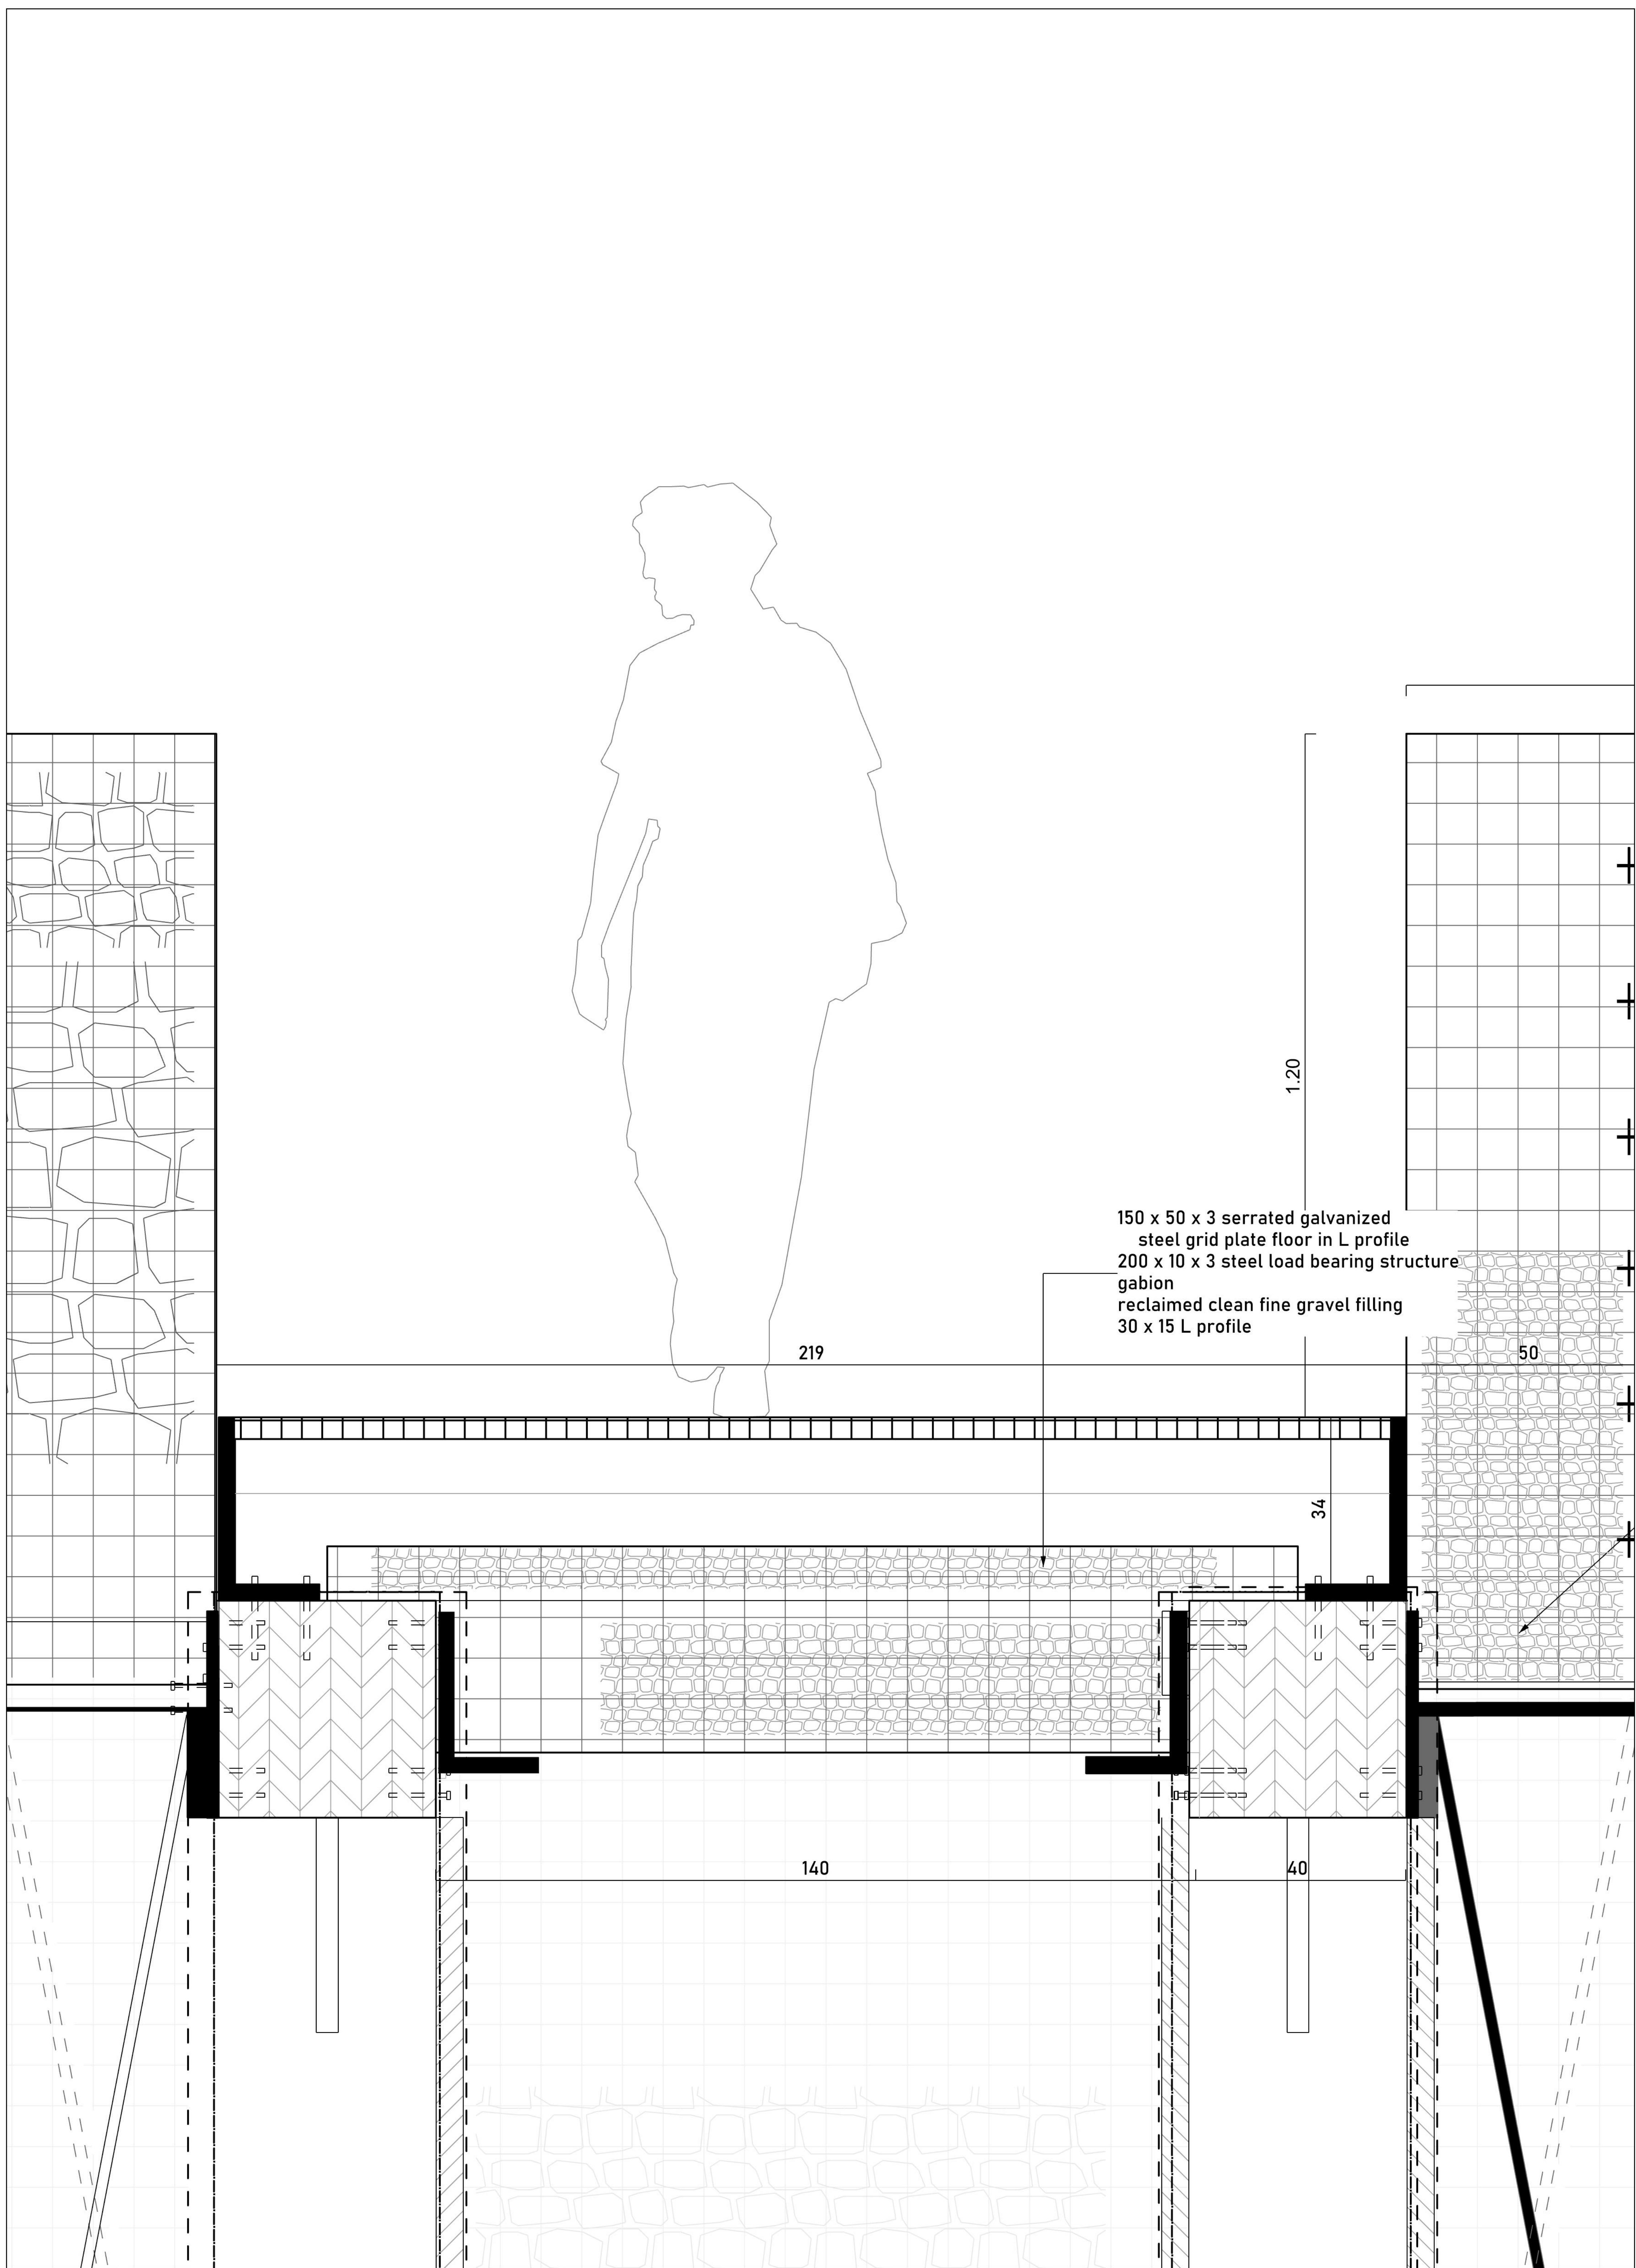 1.20
150 x 50 x 3 serrated galvanized
steel grid plate floor in L profile
200 x 10 x 3 steel load bearing structure
gabion
reclaimed clean fine gravel filling
30 x 15 L profile
219
50
34
140
40